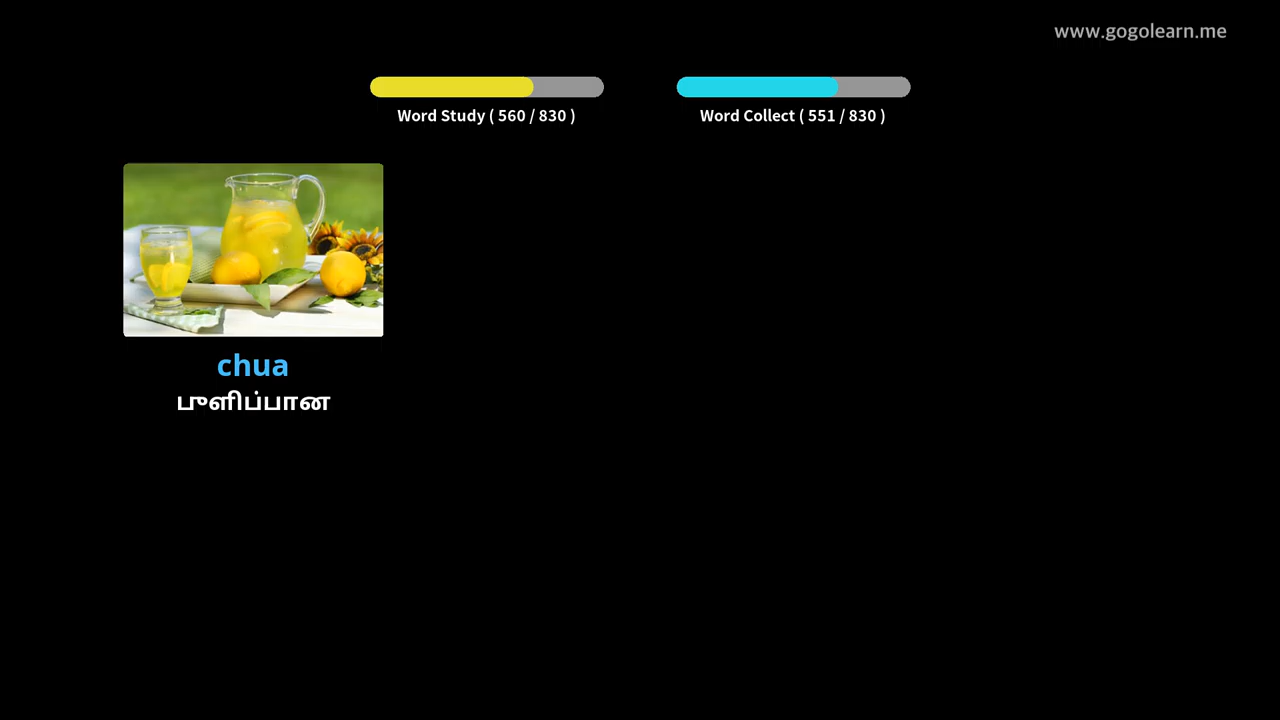 www.gogolearn.me
Word Study ( 560 / 830 )
Word Collect ( 551 / 830 )
chua
புளிப்பான